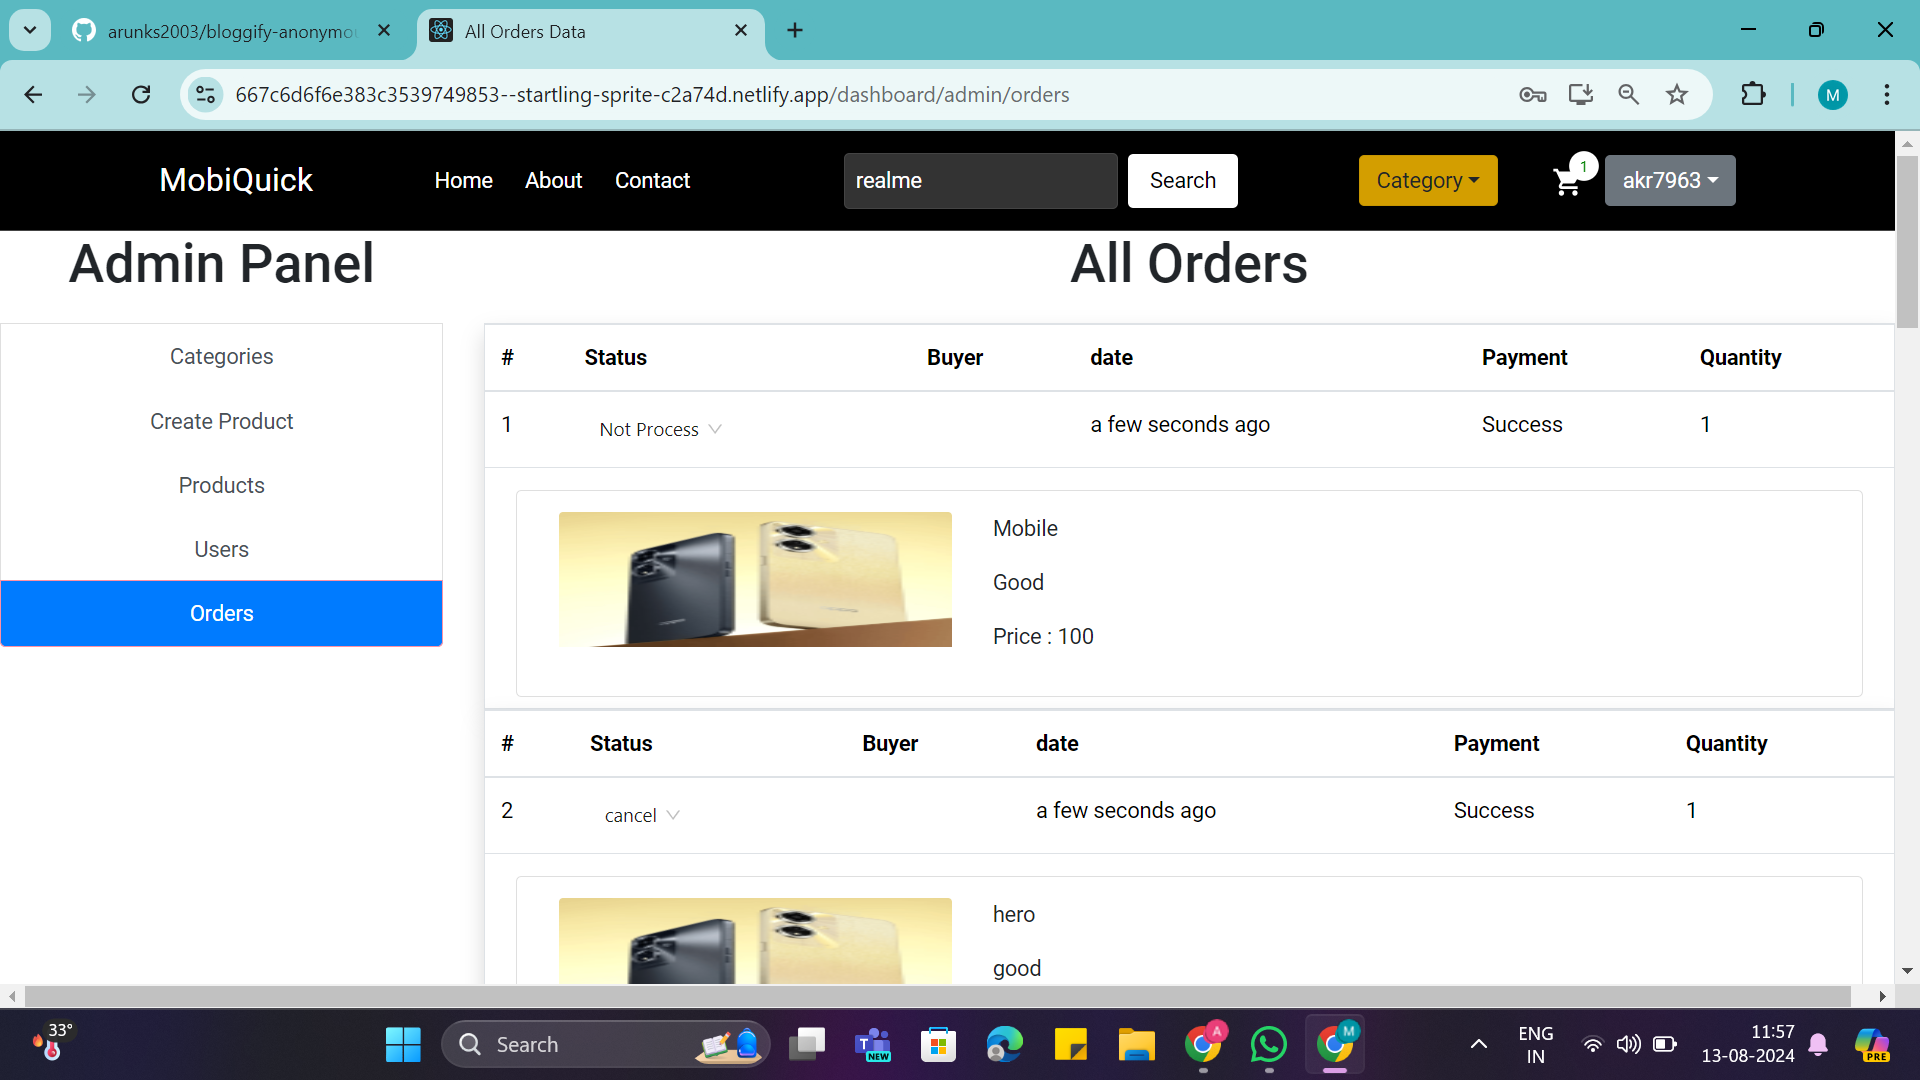 arunks2003/bloggify-anonymou
All Orders Data
667c6d6f6e383c3539749853--startling-sprite-c2a74d.netlify.app/dashboard/admin/orders
M
MobiQuick Home About Contact realme Search Category 1 akr7963
Admin Panel
All Orders
Categories
Create Product
Products
Users
Orders
# Status Buyer date Payment Quantity
1 Not Process a few seconds ago Success 1
Mobile
Good
Price : 100
# Status Buyer date Payment Quantity
2 cancel a few seconds ago Success 1
hero
good
33°
Search
T
NEW
A
M
ENG
IN
11:57
13-08-2024
PRE